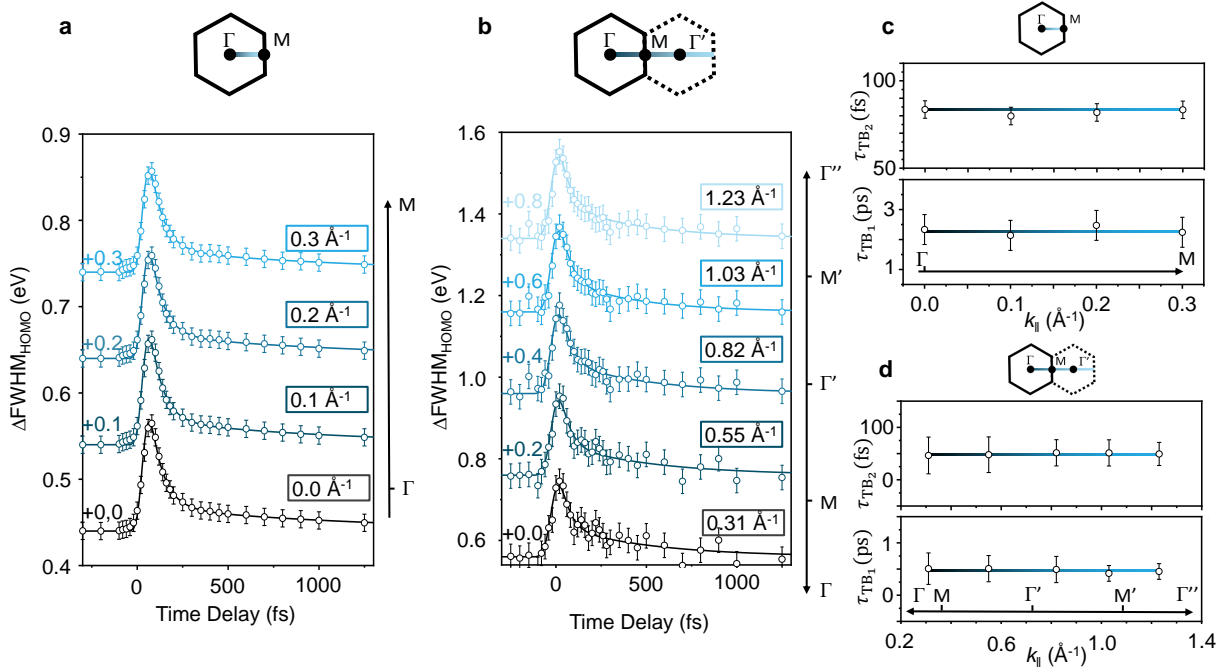 a
Γ M
0.9
0.8
0.7
0.6
0.5
0.4
ΔFWHM_HOMO (eV)
+0.3
0.3 Å⁻¹
+0.2
0.2 Å⁻¹
+0.1
0.1 Å⁻¹
+0,0
0.0 Å⁻¹
M
Γ
0 500 1000
Time Delay (fs)
b
Γ M Γ′
1.6
1.4
1.2
1.0
0.8
0.6
ΔFWHM_HOMO (eV)
+0.8
1.23 Å⁻¹
+0.6
1.03 Å⁻¹
+0.4
0.82 Å⁻¹
+0.2
0.55 Å⁻¹
+0.0
0.31 Å⁻¹
Γ′′
M′
Γ′
M
Γ
0 500 1000
Time Delay (fs)
c
Γ M
100
50
τ_TB₂ (fs)
3
1
τ_TB₁ (ps)
Γ M
0.0 0.1 0.2 0.3
k_∥ (Å⁻¹)
d
Γ M Γ′
100
0
τ_TB₂ (fs)
1
0
τ_TB₁ (ps)
Γ M Γ′ M′ Γ′′
0.2 0.6 1.0 1.4
k_∥ (Å⁻¹)